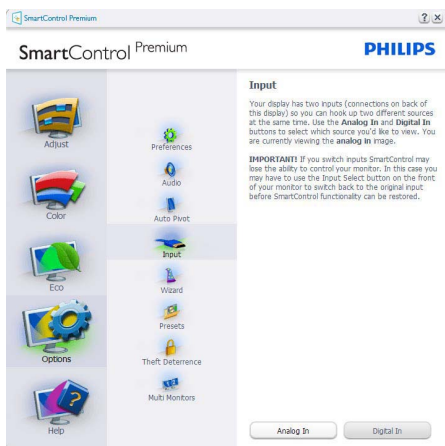 SmartControl Premium
SmartControl Premium
PHILIPS
Adjust
Color
Eco
Options
Help
Preferences
Audio
Auto Pivot
Input
Wizard
Presets
Theft Deterrence
Multi Monitors
Input
Your display has two inputs (connections on back of
this display) so you can hook up two different sources
at the same time. Use the Analog In and Digital In
buttons to select which source you'd like to view. You
are currently viewing the analog in image.
IMPORTANT! If you switch inputs SmartControl may
lose the ability to control your monitor. In this case you
may have to use the Input Select button on the front
of your monitor to switch back to the original input
before SmartControl functionality can be restored.
Analog In
Digital In